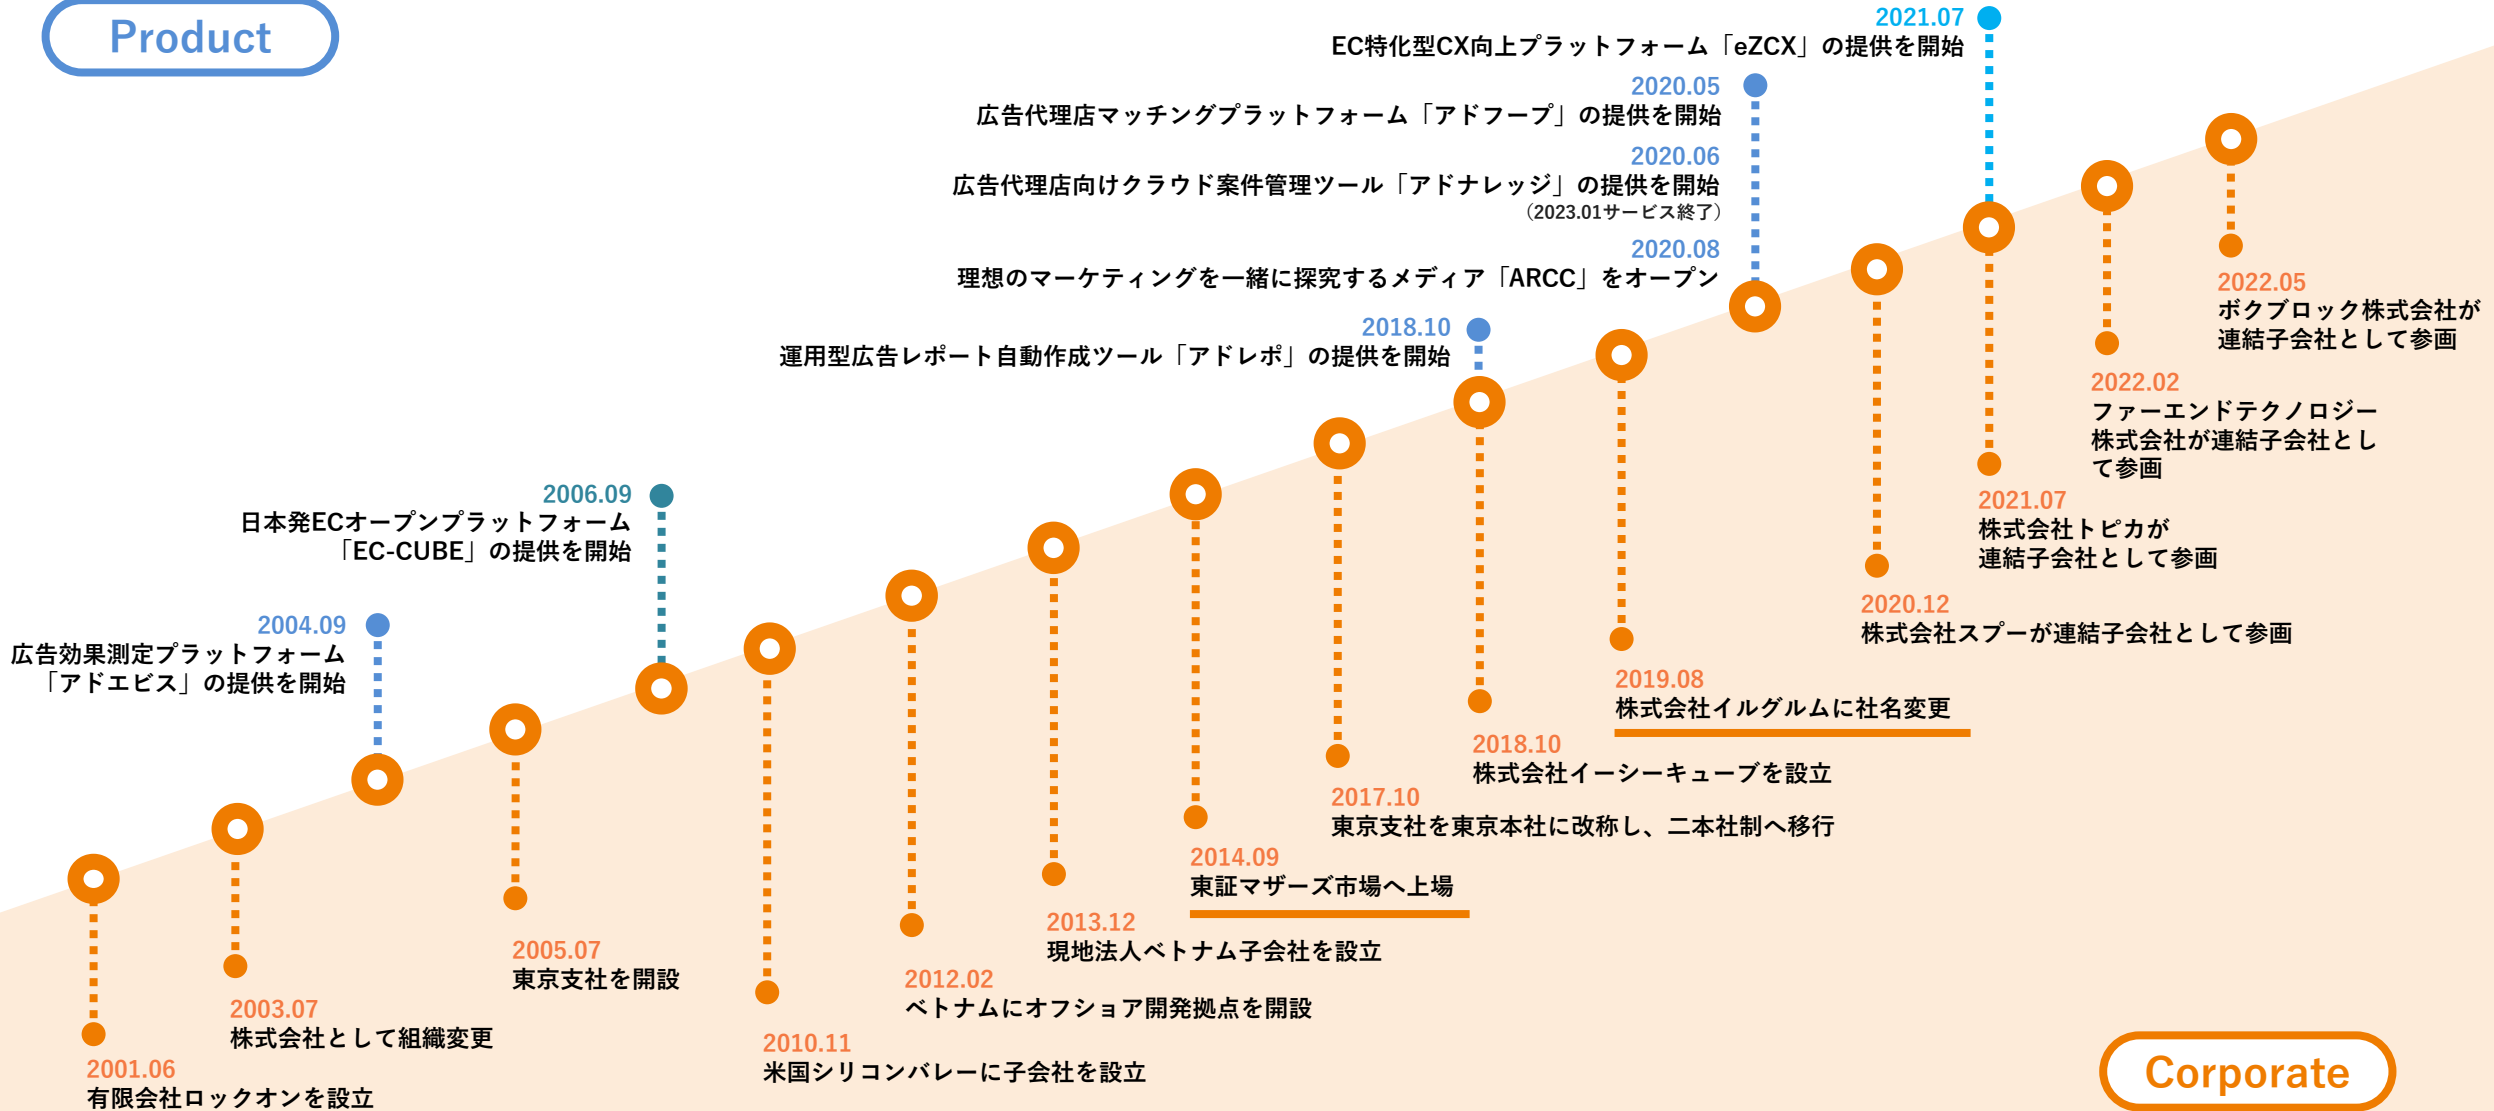 Product
2021.07
EC特化型CX向上プラットフォーム「eZCX」の提供を開始
2020.05
広告代理店マッチングプラットフォーム「アドフープ」の提供を開始
2020.06
広告代理店向けクラウド案件管理ツール「アドナレッジ」の提供を開始
（2023.01サービス終了）
2020.08
理想のマーケティングを一緒に探究するメディア「ARCC」をオープン
2018.10
運用型広告レポート自動作成ツール「アドレポ」の提供を開始
2006.09
日本発ECオープンプラットフォーム
「EC-CUBE」の提供を開始
2004.09
広告効果測定プラットフォーム
「アドエビス」の提供を開始
2022.05
ボクブロック株式会社が
連結子会社として参画
2022.02
ファーエンドテクノロジー
株式会社が連結子会社とし
て参画
2021.07
株式会社トピカが
連結子会社として参画
2020.12
株式会社スプーが連結子会社として参画
2019.08
株式会社イルグルムに社名変更
2018.10
株式会社イーシーキューブを設立
2017.10
東京支社を東京本社に改称し、二本社制へ移行
2014.09
東証マザーズ市場へ上場
2013.12
現地法人ベトナム子会社を設立
2012.02
ベトナムにオフショア開発拠点を開設
2010.11
米国シリコンバレーに子会社を設立
2005.07
東京支社を開設
2003.07
株式会社として組織変更
2001.06
有限会社ロックオンを設立
Corporate